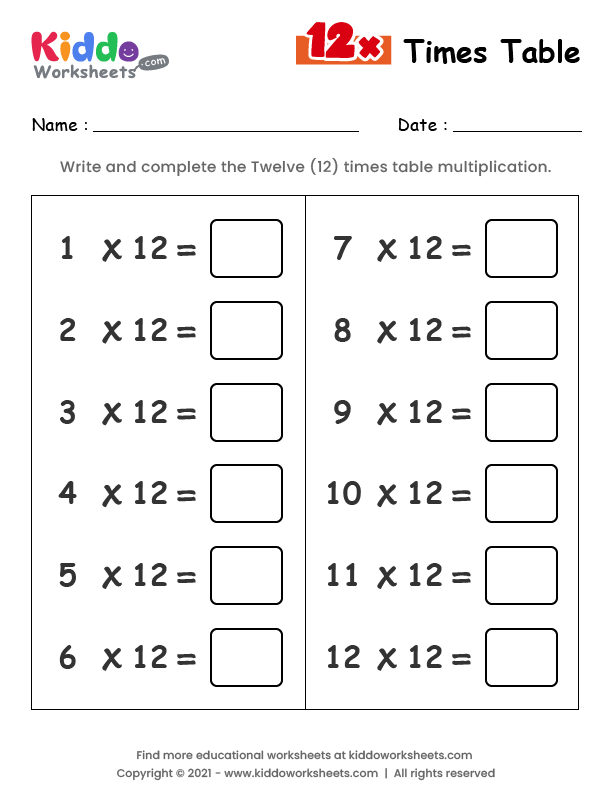 Kiddo
Worksheets .com
12x Times Table
Name : Date :
Write and complete the Twelve (12) times table multiplication.
1 x 12 =
2 x 12 =
3 x 12 =
4 x 12 =
5 x 12 =
6 x 12 =
7 x 12 =
8 x 12 =
9 x 12 =
10 x 12 =
11 x 12 =
12 x 12 =
Find more educational worksheets at kiddoworksheets.com
Copyright © 2021 - www.kiddoworksheets.com | All rights reserved